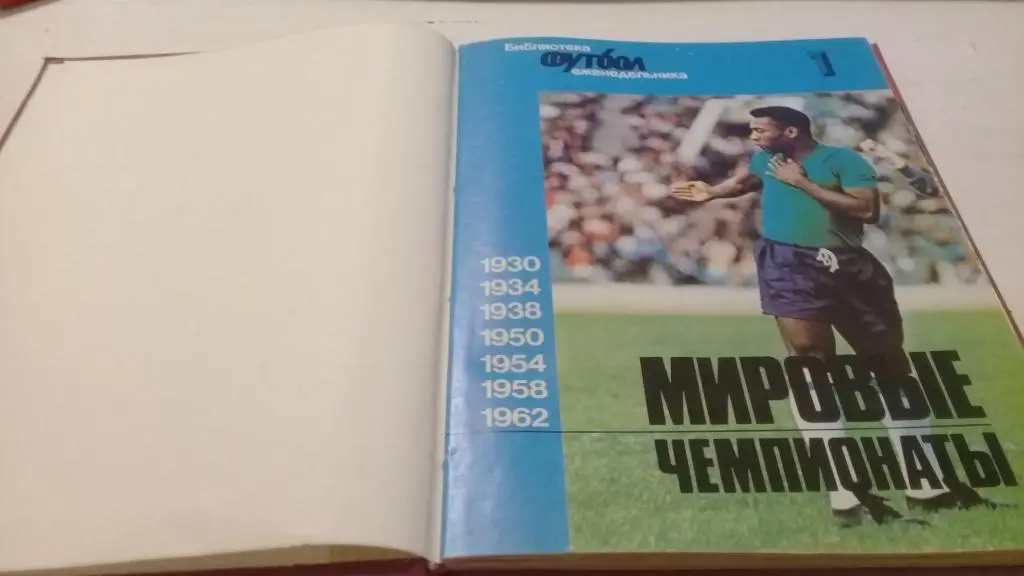 Библиотека
футбол
еженедельника
1
1930
1934
1938
1950
1954
1958
1962
МИРОВЫЕ
ЧЕМПИОНАТЫ